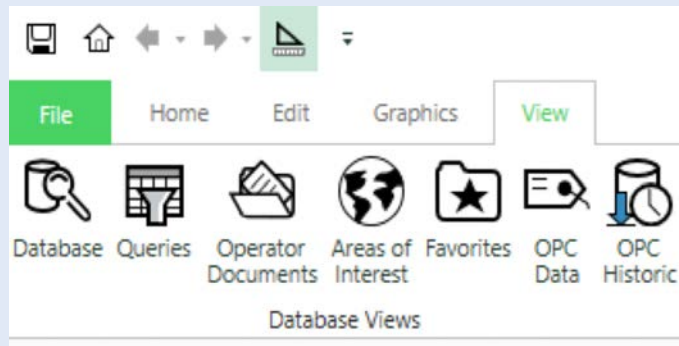 File Home Edit Graphics View
Database Queries Operator Areas of Favorites OPC OPC
Documents Interest Data Historic
Database Views